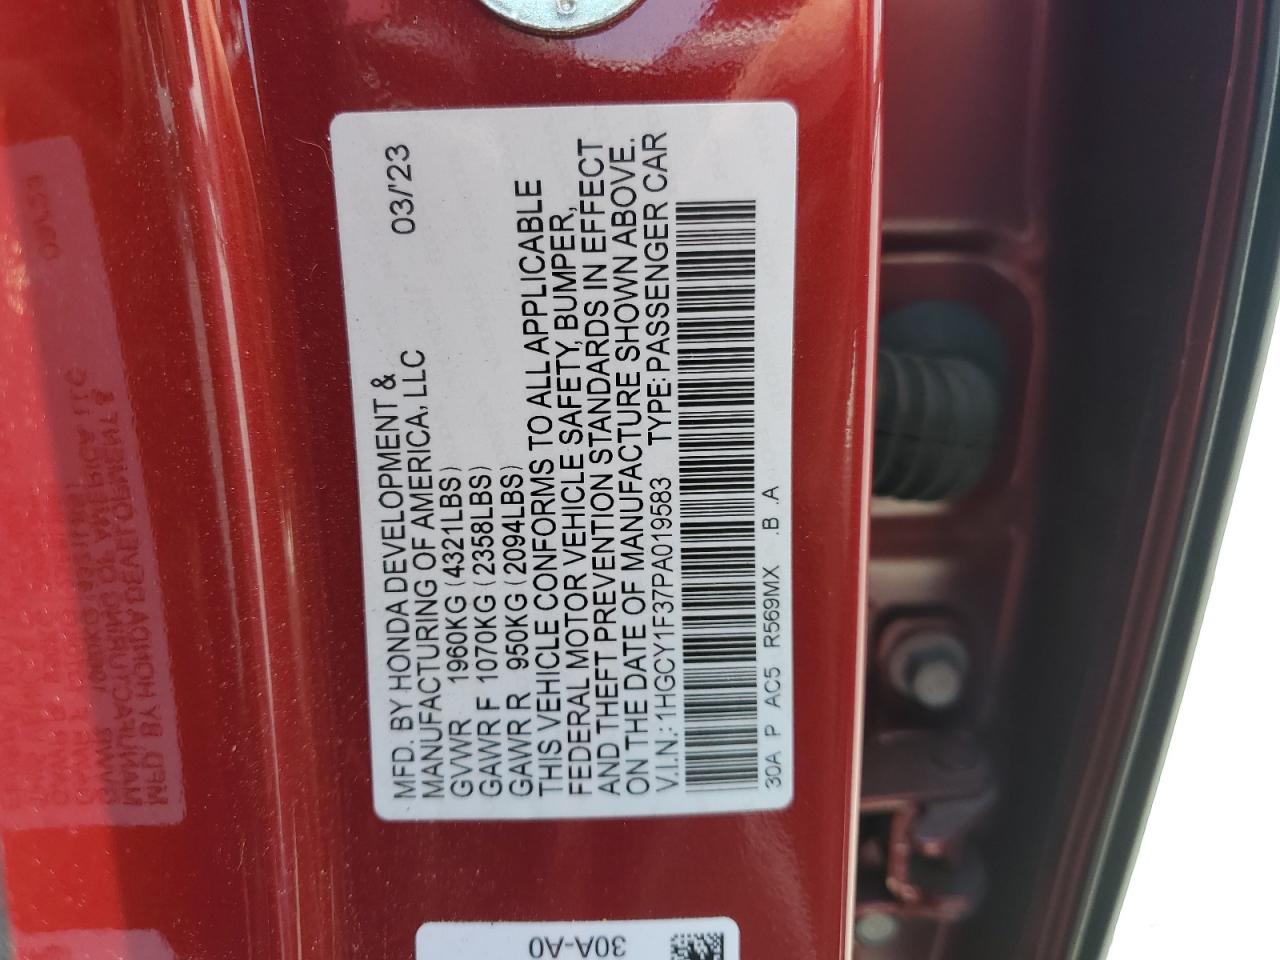 MFD. BY HONDA DEVELOPMENT &
MANUFACTURING OF AMERICA, LLC 03/'23
GVWR 1960KG (4321LBS)
GAWR F 1070KG (2358LBS)
GAWR R 950KG (2094LBS)
THIS VEHICLE CONFORMS TO ALL APPLICABLE
FEDERAL MOTOR VEHICLE SAFETY, BUMPER,
AND THEFT PREVENTION STANDARDS IN EFFECT
ON THE DATE OF MANUFACTURE SHOWN ABOVE.
V.I.N.: 1HGCY1F37PA019583 TYPE: PASSENGER CAR
30A P AC5 R569MX .B .A
30A-A0